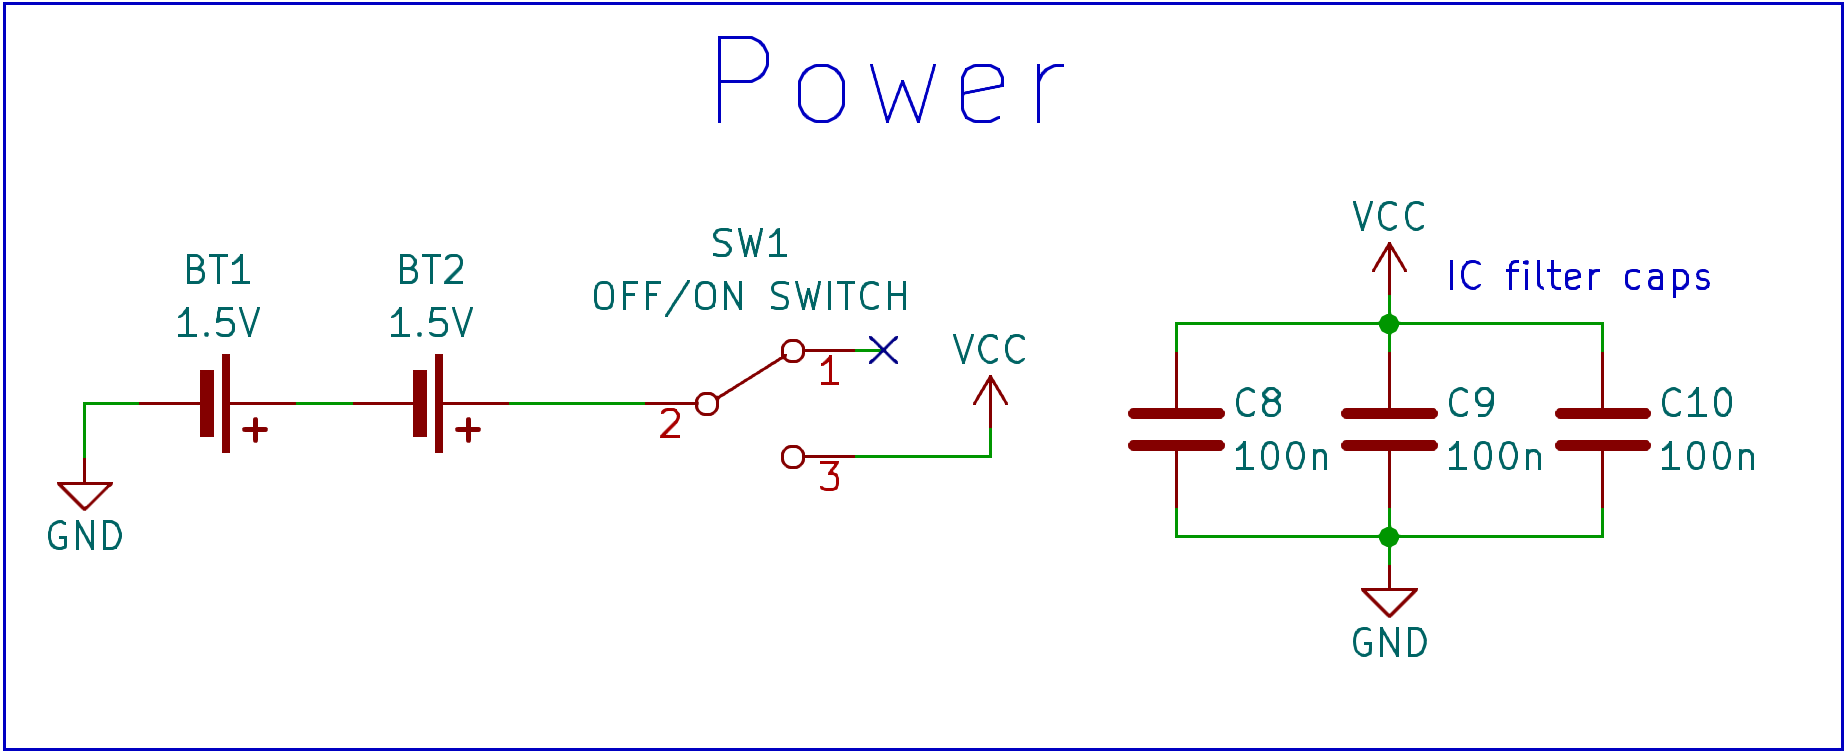 Power
BT1
1.5V
+
BT2
1.5V
+
SW1
OFF/ON SWITCH
1
2
3
VCC
GND
VCC
IC filter caps
C8
100n
C9
100n
C10
100n
GND